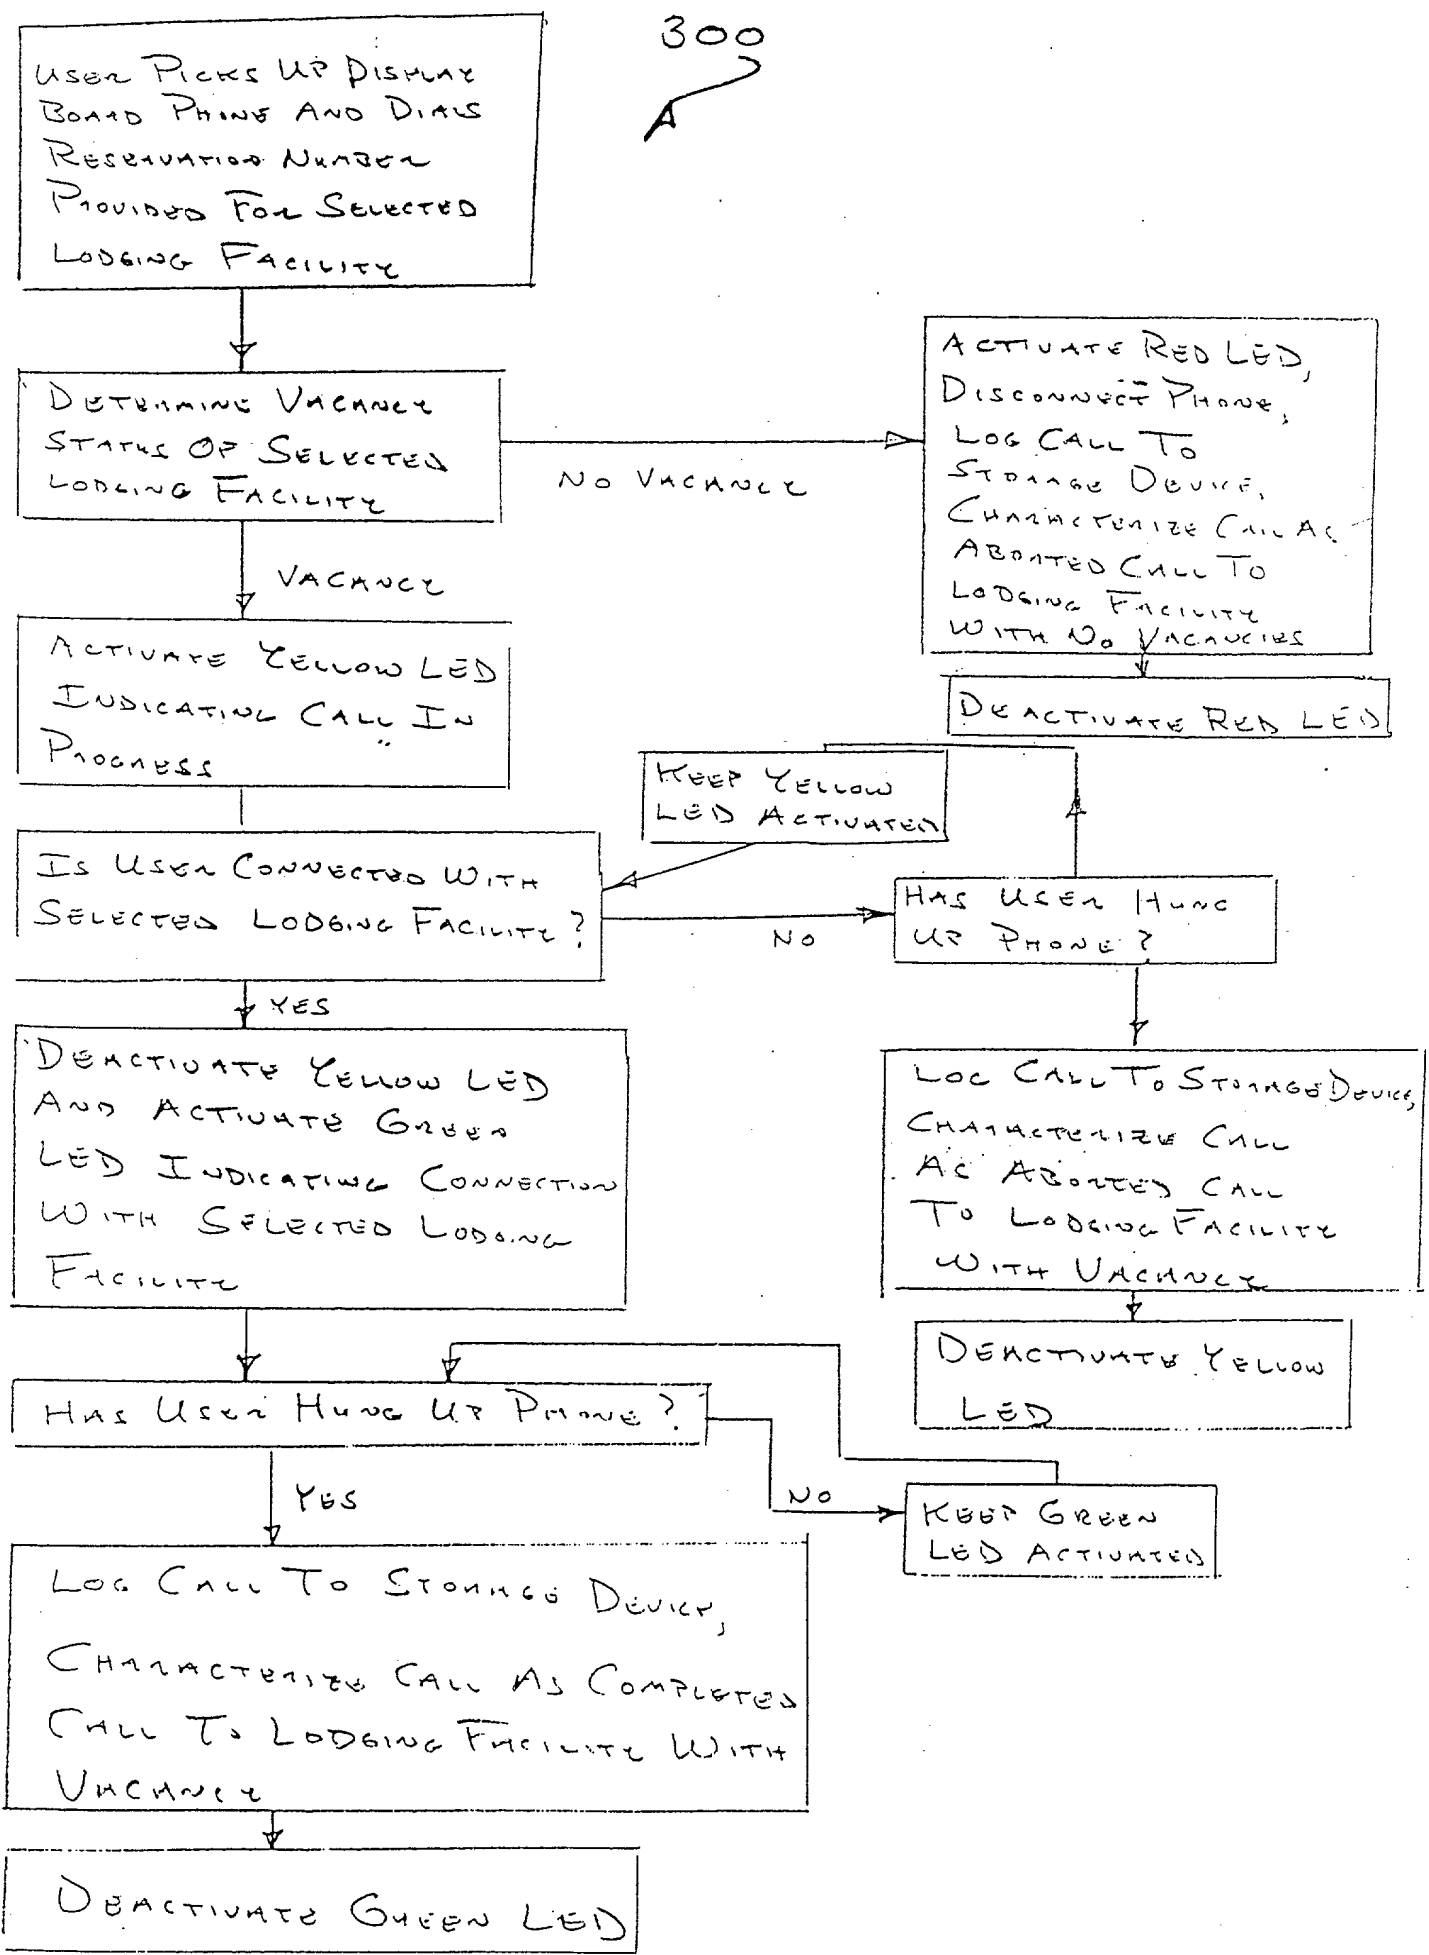 300
USER PICKS UP DISPLAY
BOARD PHONE AND DIALS
RESERVATION NUMBER
PROVIDED FOR SELECTED
LODGING FACILITY
DETERMINE VACANCY
STATUS OF SELECTED
LODGING FACILITY
NO VACANCY
ACTIVATE RED LED,
DISCONNECT PHONE,
LOG CALL TO
STORAGE DEVICE,
CHARACTERIZE CALL AS
ABORTED CALL TO
LODGING FACILITY
WITH NO VACANCIES
DEACTIVATE RED LED
VACANCY
ACTIVATE YELLOW LED
INDICATING CALL IN
PROGRESS
KEEP YELLOW
LED ACTIVATED
IS USER CONNECTED WITH
SELECTED LODGING FACILITY?
NO
HAS USER HUNG
UP PHONE?
YES
DEACTIVATE YELLOW LED
AND ACTIVATE GREEN
LED INDICATING CONNECTION
WITH SELECTED LODGING
FACILITY
LOG CALL TO STORAGE DEVICE,
CHARACTERIZE CALL
AS ABORTED CALL
TO LODGING FACILITY
WITH VACANCY
DEACTIVATE YELLOW
LED
HAS USER HUNG UP PHONE?
YES
NO
KEEP GREEN
LED ACTIVATED
LOG CALL TO STORAGE DEVICE,
CHARACTERIZE CALL AS COMPLETED
CALL TO LODGING FACILITY WITH
VACANCY
DEACTIVATE GREEN LED